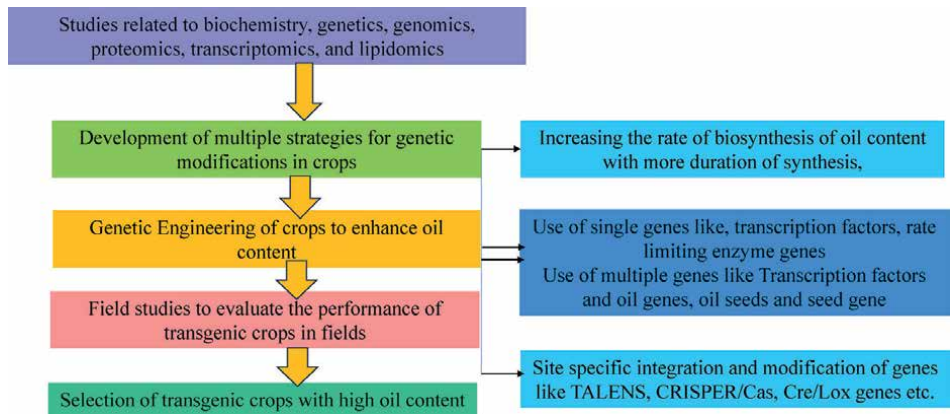 Studies related to biochemistry, genetics, genomics,
proteomics, transcriptomics, and lipidomics
Development of multiple strategies for genetic
modifications in crops
Increasing the rate of biosynthesis of oil content
with more duration of synthesis,
Genetic Engineering of crops to enhance oil
content
Use of single genes like, transcription factors, rate
limiting enzyme genes
Use of multiple genes like Transcription factors
and oil genes, oil seeds and seed gene
Field studies to evaluate the performance of
transgenic crops in fields
Site specific integration and modification of genes
like TALENS, CRISPER/Cas, Cre/Lox genes etc.
Selection of transgenic crops with high oil content